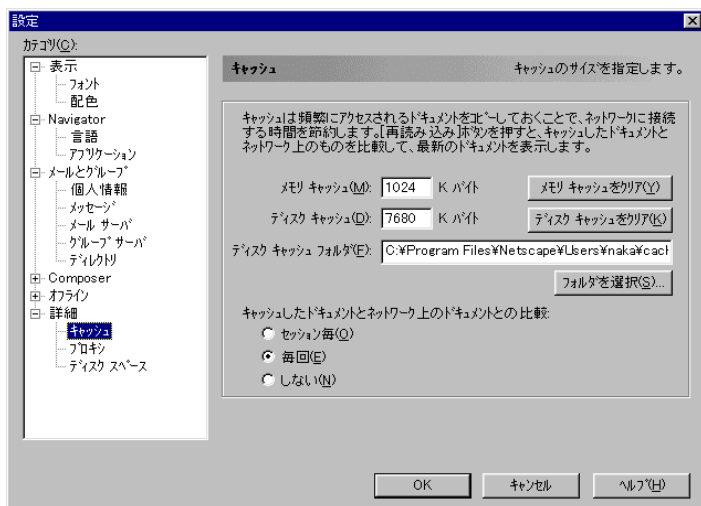 設定
カテゴリ(C):
表示
フォント
配色
Navigator
言語
アプリケーション
メールとグループ
個人情報
メッセージ
メール サーバ
グループ サーバ
ディレクトリ
Composer
オフライン
詳細
キャッシュ
プロキシ
ディスク スペース
キャッシュ
キャッシュのサイズを指定します。
キャッシュは頻繁にアクセスされるドキュメントをコピーしておくことで、ネットワークに接続
する時間を節約します。[再読み込み]ボタンを押すと、キャッシュしたドキュメントと
ネットワーク上のものを比較して、最新のドキュメントを表示します。
メモリ キャッシュ(M): 1024 K バイト メモリ キャッシュをクリア(Y)
ディスク キャッシュ(D): 7680 K バイト ディスク キャッシュをクリア(K)
ディスク キャッシュ フォルダ(F): C:¥Program Files¥Netscape¥Users¥naka¥cach
フォルダを選択(S)...
キャッシュしたドキュメントとネットワーク上のドキュメントとの比較:
セッション毎(O)
毎回(E)
しない(N)
OK キャンセル ヘルプ(H)